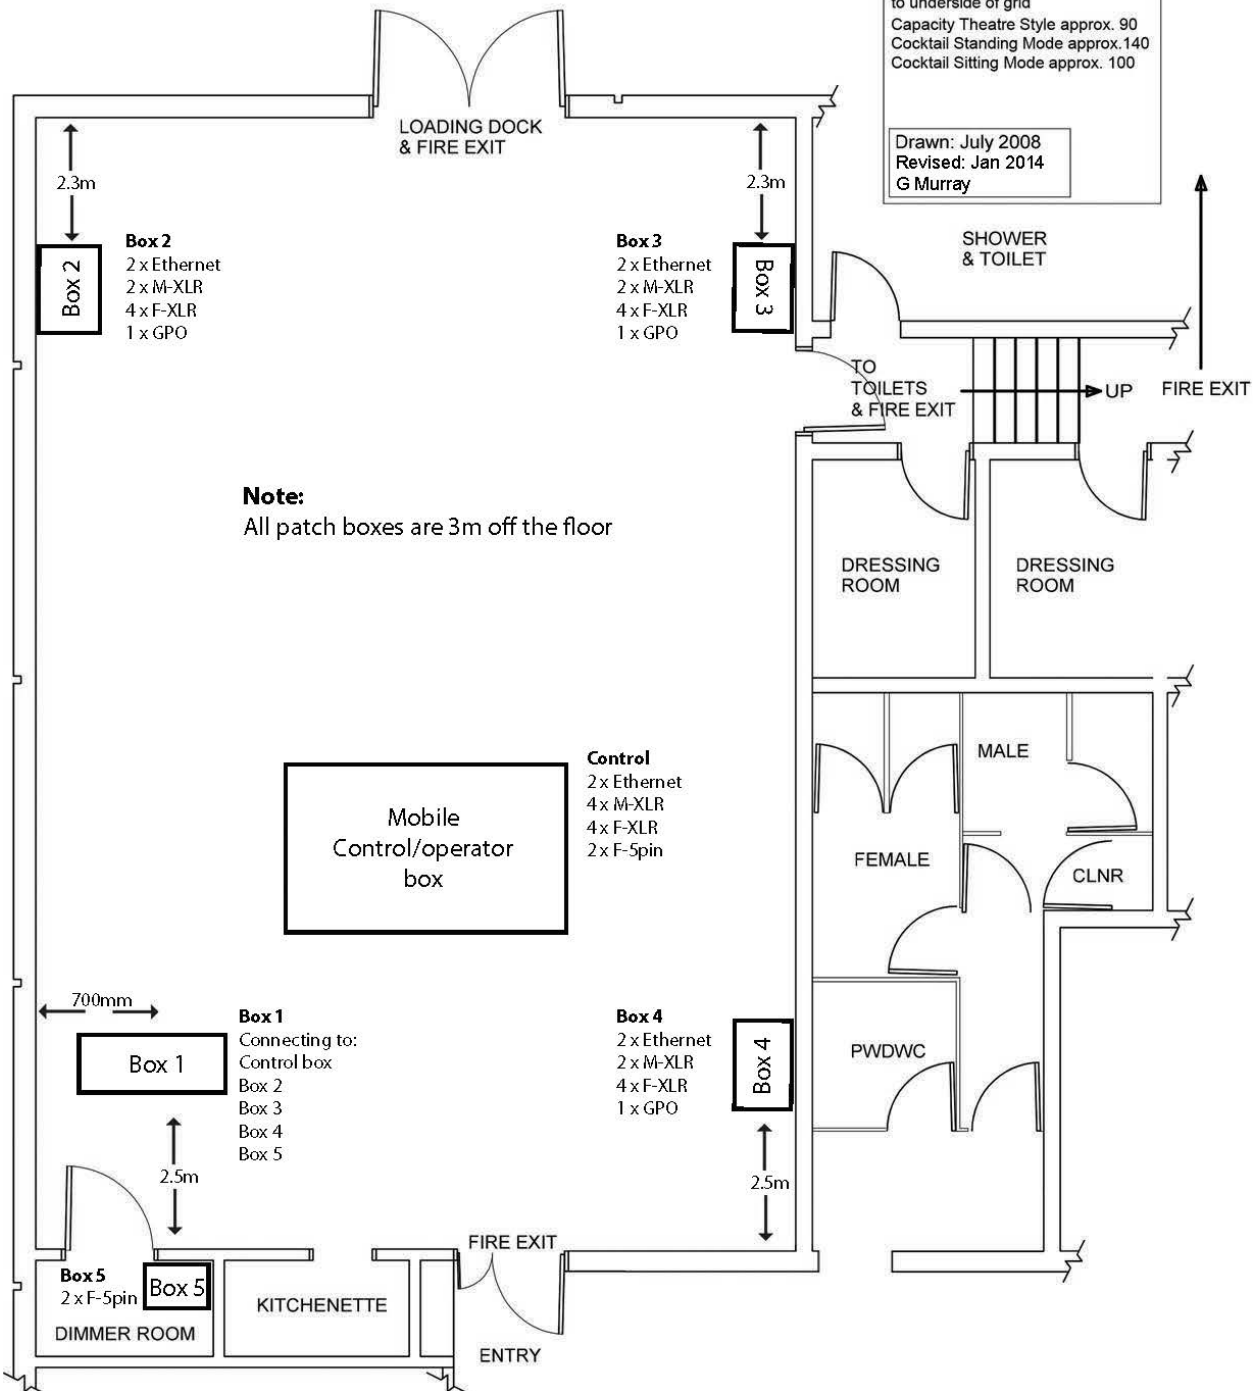 to underside of grid
Capacity Theatre Style approx. 90
Cocktail Standing Mode approx.140
Cocktail Sitting Mode approx. 100
Drawn: July 2008
Revised: Jan 2014
G Murray
LOADING DOCK
& FIRE EXIT
2.3m
2.3m
Box 2
Box 2
2 x Ethernet
2 x M-XLR
4 x F-XLR
1 x GPO
Box 3
2 x Ethernet
2 x M-XLR
4 x F-XLR
1 x GPO
Box 3
SHOWER
& TOILET
TO
TOILETS
& FIRE EXIT
UP
FIRE EXIT
Note:
All patch boxes are 3m off the floor
DRESSING
ROOM
DRESSING
ROOM
Mobile
Control/operator
box
Control
2 x Ethernet
4 x M-XLR
4 x F-XLR
2 x F-5pin
MALE
FEMALE
CLNR
700mm
Box 1
Box 1
Connecting to:
Control box
Box 2
Box 3
Box 4
Box 5
2.5m
Box 4
2 x Ethernet
2 x M-XLR
4 x F-XLR
1 x GPO
Box 4
2.5m
PWDWC
FIRE EXIT
Box 5
2 x F-5pin
Box 5
DIMMER ROOM
KITCHENETTE
ENTRY